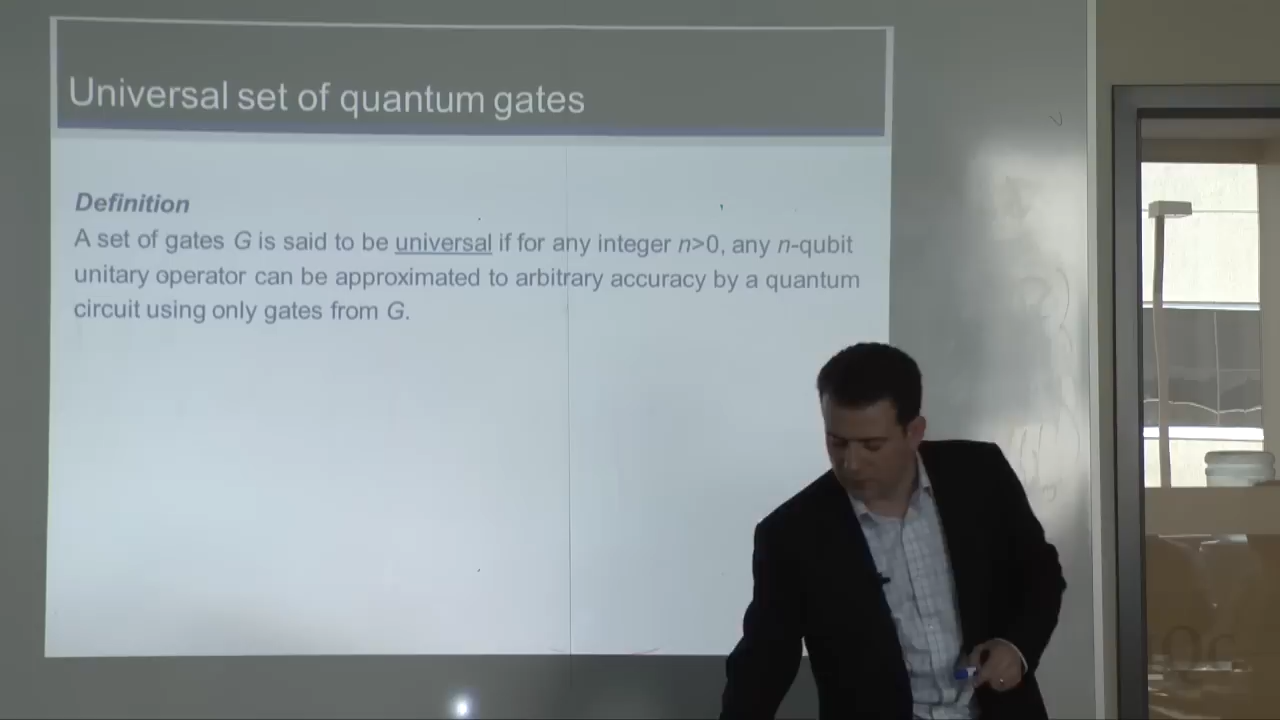 Universal set of quantum gates
Definition
A set of gates G is said to be universal if for any integer n>0, any n-qubit
unitary operator can be approximated to arbitrary accuracy by a quantum
circuit using only gates from G.